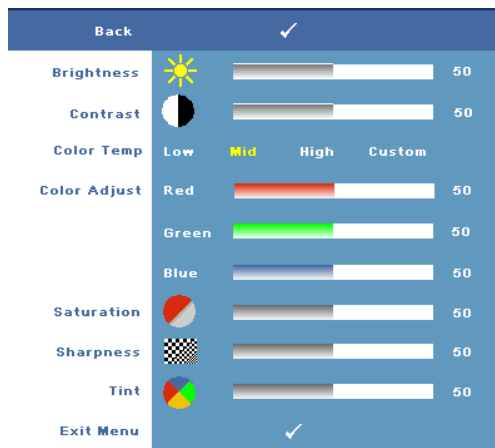 Back
Brightness 50
Contrast 50
Color Temp Low Mid High Custom
Color Adjust Red 50
Green 50
Blue 50
Saturation 50
Sharpness 50
Tint 50
Exit Menu